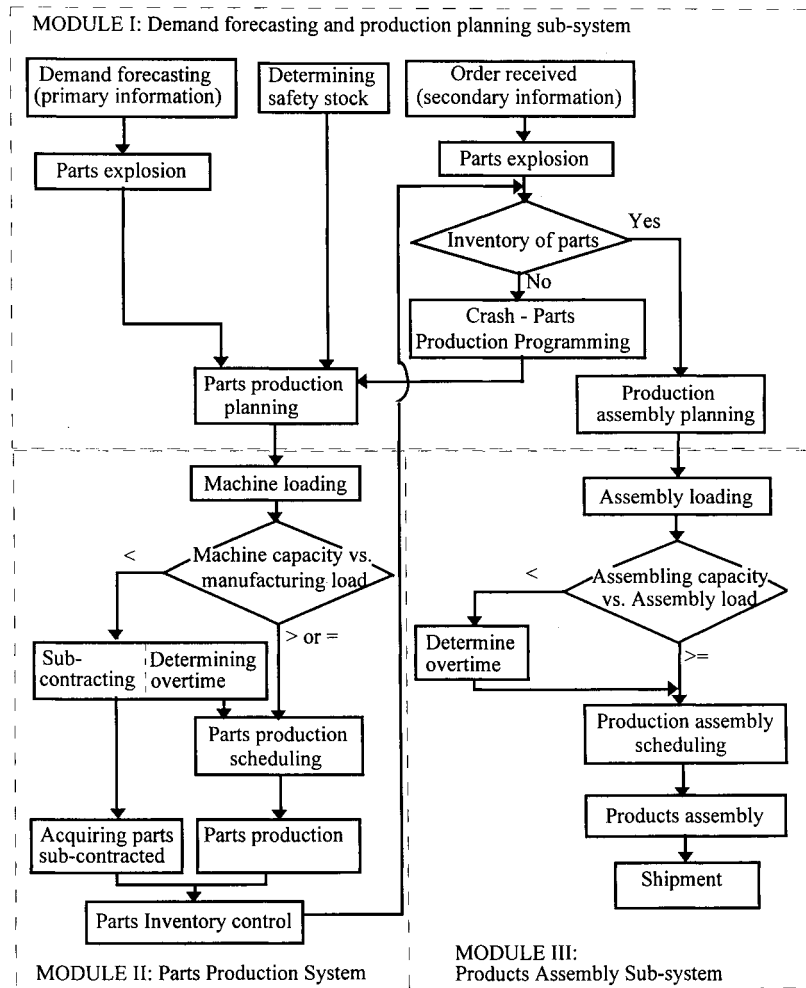 MODULE I: Demand forecasting and production planning sub-system
Demand forecasting
(primary information)
Determining
safety stock
Order received
(secondary information)
Parts explosion
Parts explosion
Inventory of parts
Yes
No
Crash - Parts
Production Programming
Parts production
planning
Production
assembly planning
Machine loading
Assembly loading
Machine capacity vs.
manufacturing load
<
> or =
Assembling capacity
vs. Assembly load
<
>=
Sub-
contracting
Determining
overtime
Determine
overtime
Parts production
scheduling
Production assembly
scheduling
Acquiring parts
sub-contracted
Parts production
Products assembly
Shipment
Parts Inventory control
MODULE II: Parts Production System
MODULE III:
Products Assembly Sub-system